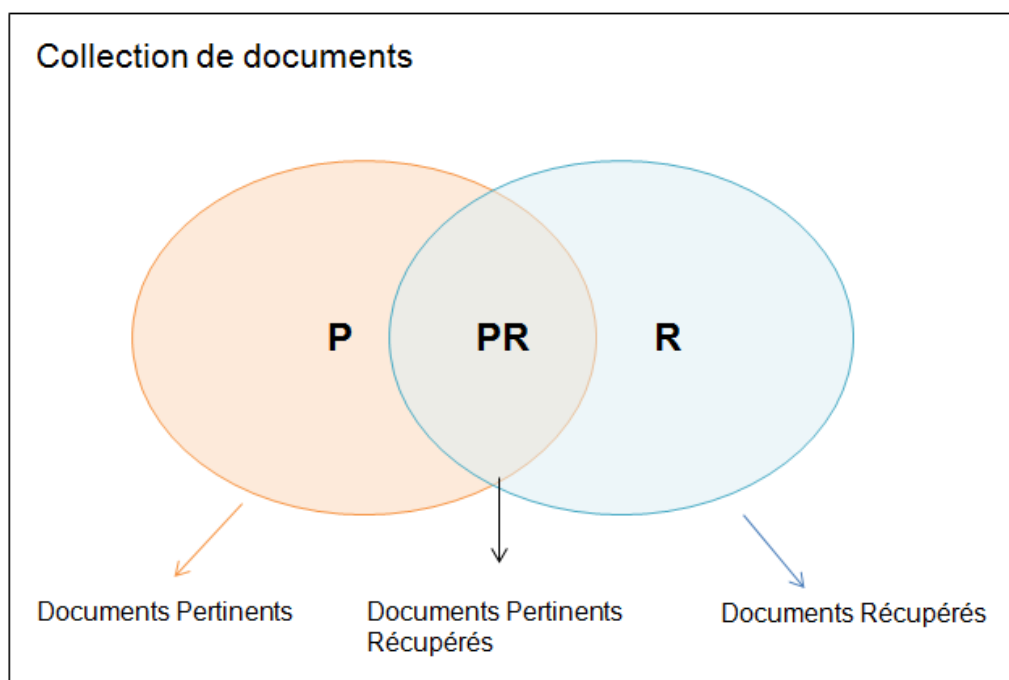 Collection de documents
P
PR
R
Documents Pertinents
Documents Pertinents
Récupérés
Documents Récupérés